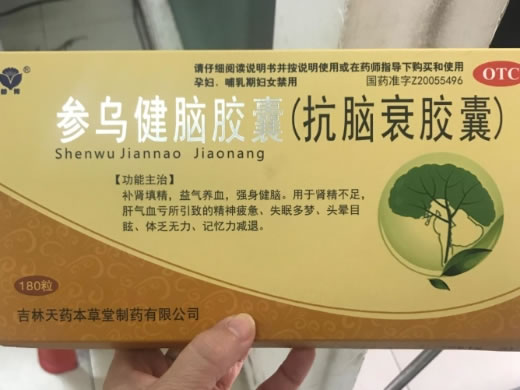 请仔细阅读说明书并按说明使用或在药师指导下购买和使用
孕妇、哺乳期妇女禁用
国药准字Z20055496
OTC
参乌健脑胶囊(抗脑衰胶囊)
Shenwu Jiannao Jiaonang
【功能主治】
补肾填精，益气养血，强身健脑。用于肾精不足，
肝气血亏所引致的精神疲惫、失眠多梦、头晕目
眩、体乏无力、记忆力减退。
180粒
吉林天药本草堂制药有限公司